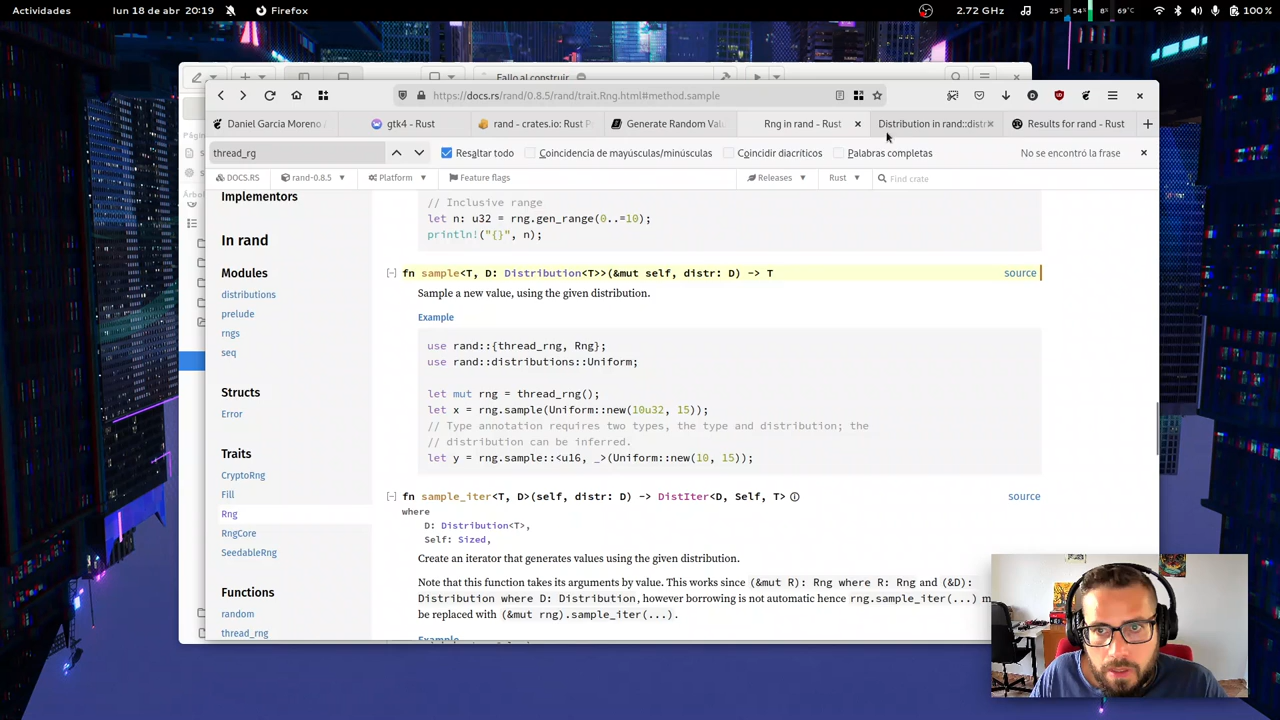 Actividades
lun 18 de abr 20:19
Firefox
2.72 GHz
25%
54%
8%
69°C
100 %
Fallo al construir
https://docs.rs/rand/0.8.5/rand/trait.Rng.html#method.sample
Daniel Garcia Moreno
gtk4 - Rust
rand - crates.io: Rust P
Generate Random Val
Rng in rand - Rust
Distribution in rand::distri
Results for rand - Rust
thread_rg
Resaltar todo
Coincidencia de mayúsculas/minúsculas
Coincidir diacríticos
Palabras completas
No se encontró la frase
DOCS.RS
rand-0.8.5
Platform
Feature flags
Releases
Rust
Find crate
Implementors
In rand
Modules
distributions
prelude
rngs
seq
Structs
Error
Traits
CryptoRng
Fill
Rng
RngCore
SeedableRng
Functions
random
thread_rng
// Inclusive range
let n: u32 = rng.gen_range(0..=10);
println!("{}", n);
[-] fn sample<T, D: Distribution<T>>(&mut self, distr: D) -> T
source
Sample a new value, using the given distribution.
Example
use rand::{thread_rng, Rng};
use rand::distributions::Uniform;
let mut rng = thread_rng();
let x = rng.sample(Uniform::new(10u32, 15));
// Type annotation requires two types, the type and distribution; the
// distribution can be inferred.
let y = rng.sample::<u16, _>(Uniform::new(10, 15));
[-] fn sample_iter<T, D>(self, distr: D) -> DistIter<D, Self, T> ⓘ
source
where
D: Distribution<T>,
Self: Sized,
Create an iterator that generates values using the given distribution.
Note that this function takes its arguments by value. This works since (&mut R): Rng where R: Rng and (&D):
Distribution where D: Distribution, however borrowing is not automatic hence rng.sample_iter(...) m
be replaced with (&mut rng).sample_iter(...).